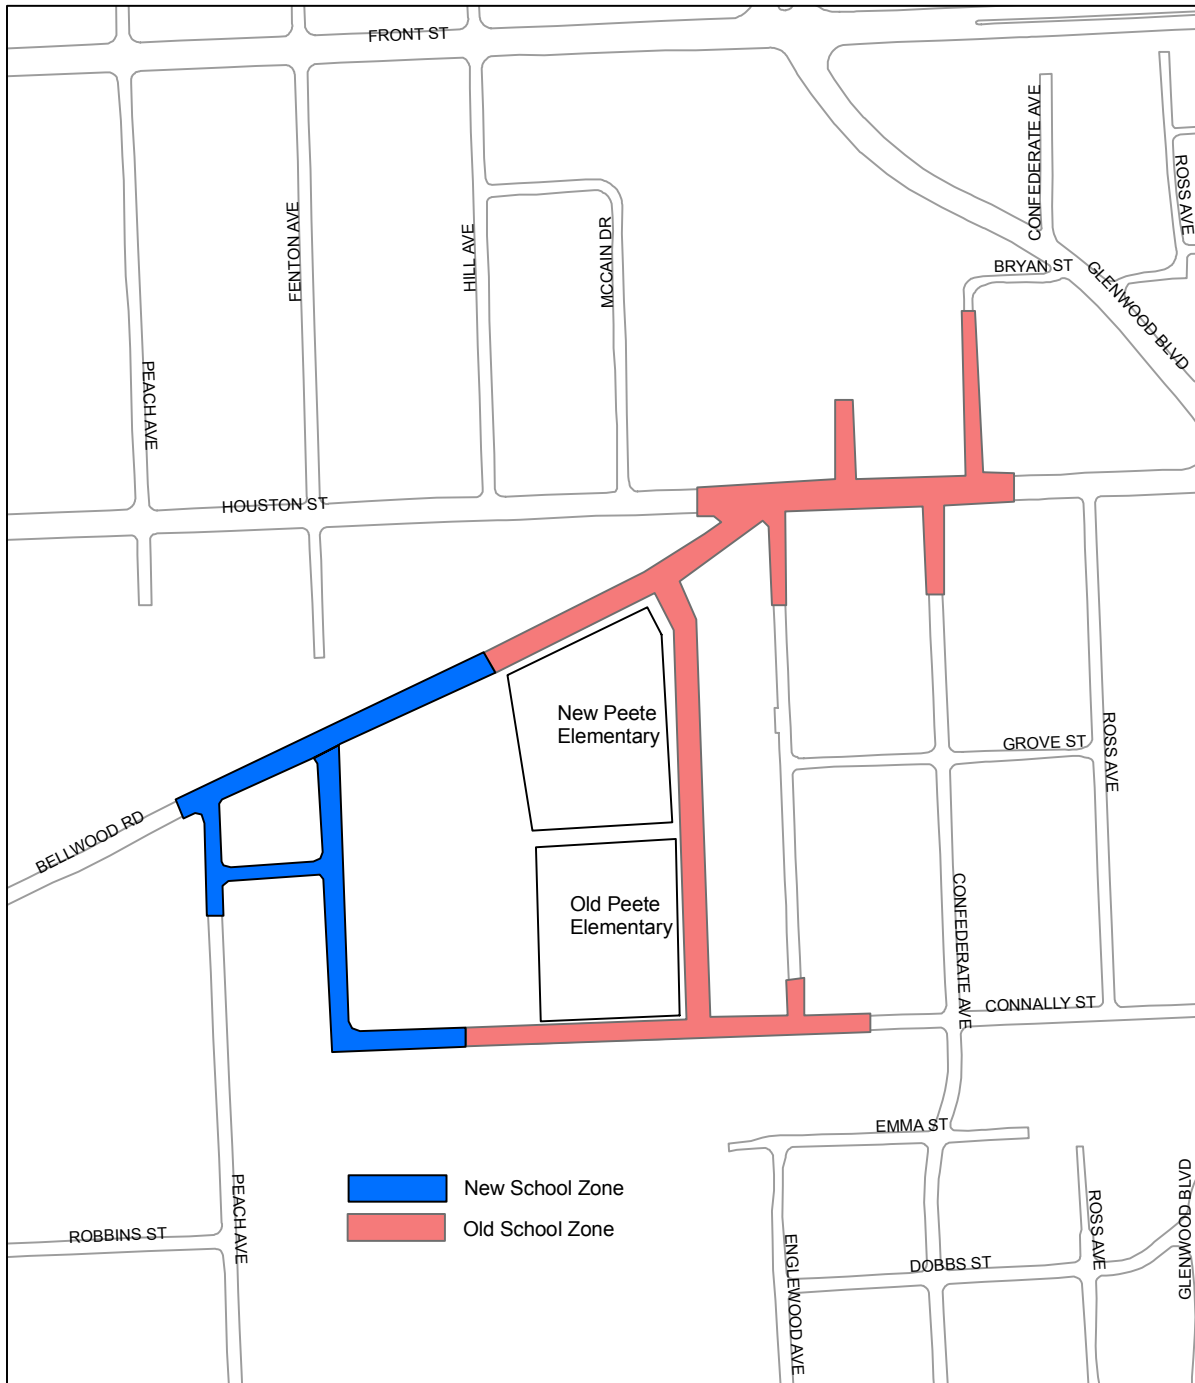 FRONT ST
CONFEDERATE AVE
ROSS AVE
FENTON AVE
HILL AVE
MCCAIN DR
BRYAN ST
GLENWOOD BLVD
PEACH AVE
HOUSTON ST
New Peete
Elementary
GROVE ST
ROSS AVE
BELLWOOD RD
Old Peete
Elementary
CONFEDERATE AVE
CONNALLY ST
EMMA ST
New School Zone
Old School Zone
PEACH AVE
ROBBINS ST
ENGLEWOOD AVE
DOBBS ST
ROSS AVE
GLENWOOD BLVD